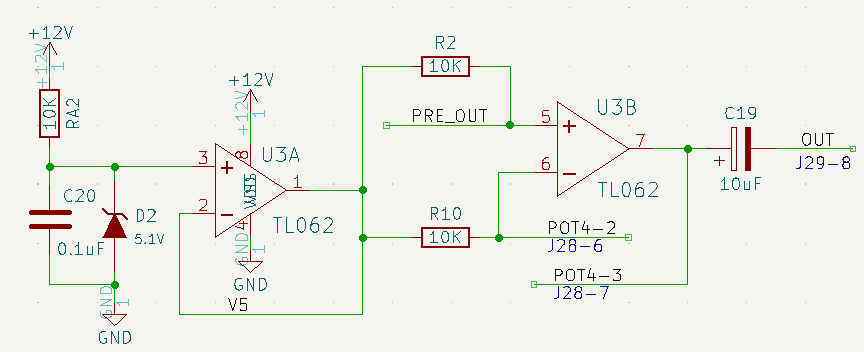 +12V
+12V
1
10K
RA2
C20
0.1uF
D2
5.1V
GND
1
GND
+12V
+12V
1
8
3
2
U3A
1
TL062
4
GND
1
GND
V5
R2
10K
PRE_OUT
R10
10K
5
6
U3B
7
TL062
POT4-2
J28-6
POT4-3
J28-7
C19
10uF
OUT
J29-8